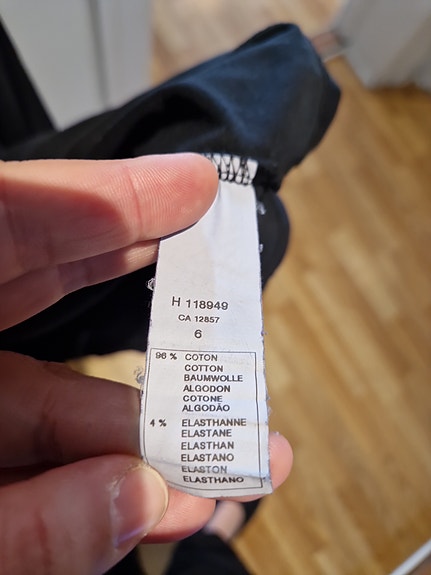 H 118949
CA 12857
6
96 % COTON
COTTON
BAUMWOLLE
ALGODON
COTONE
ALGODÃO
4 % ELASTHANNE
ELASTANE
ELASTHAN
ELASTANO
ELASTON
ELASTHANO